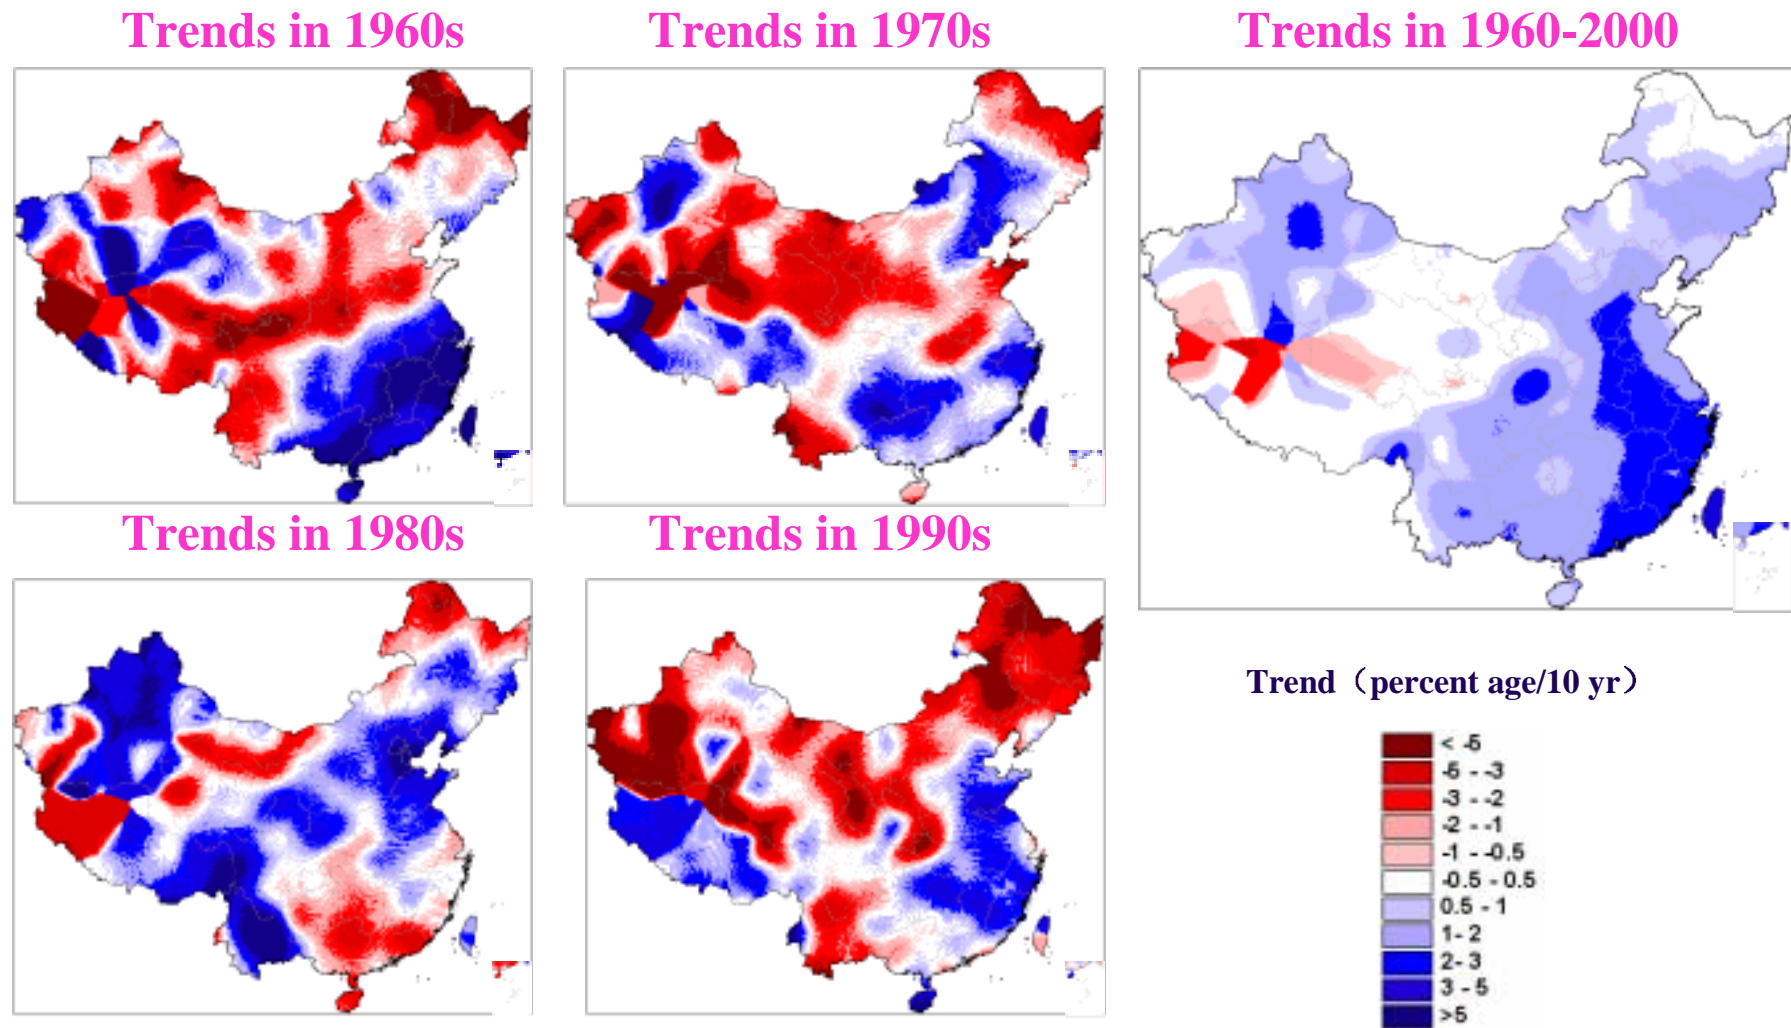 Trends in 1960s
Trends in 1970s
Trends in 1960-2000
Trends in 1980s
Trends in 1990s
Trend（percent age/10 yr）
< -5
-5 - -3
-3 - -2
-2 - -1
-1 - -0.5
-0.5 - 0.5
0.5 - 1
1- 2
2- 3
3 - 5
>5